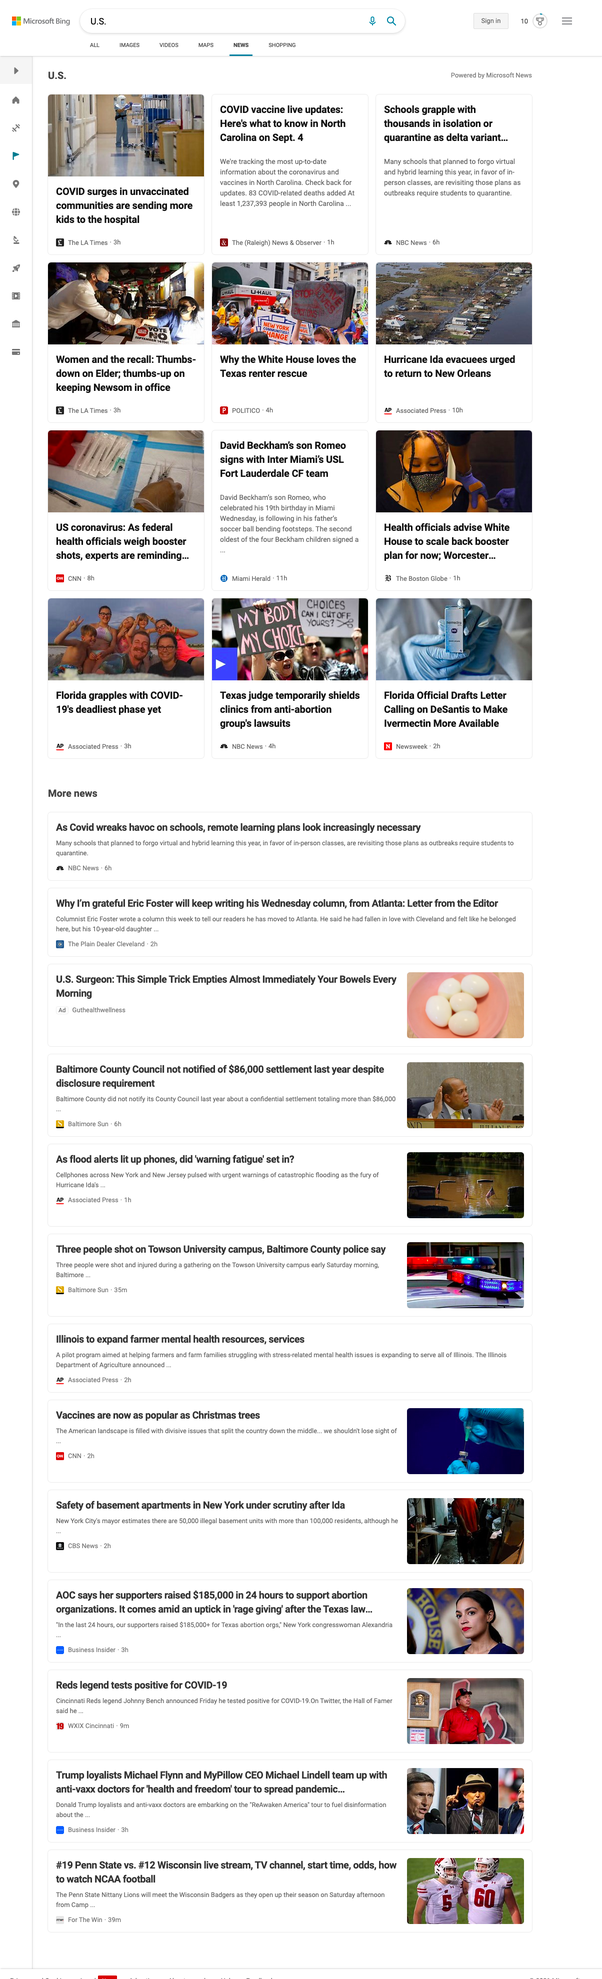 Microsoft Bing
U.S.
Sign in
10
ALL
IMAGES
VIDEOS
MAPS
NEWS
SHOPPING
U.S.
Powered by Microsoft News
COVID surges in unvaccinated
communities are sending more
kids to the hospital
The LA Times · 3h
COVID vaccine live updates:
Here's what to know in North
Carolina on Sept. 4
We're tracking the most up-to-date
information about the coronavirus and
vaccines in North Carolina. Check back for
updates. 83 COVID-related deaths added At
least 1,237,393 people in North Carolina ...
The (Raleigh) News & Observer · 1h
Schools grapple with
thousands in isolation or
quarantine as delta variant...
Many schools that planned to forgo virtual
and hybrid learning this year, in favor of in-
person classes, are revisiting those plans as
outbreaks require students to quarantine.
NBC News · 6h
VOTE
NO
Women and the recall: Thumbs-
down on Elder; thumbs-up on
keeping Newsom in office
The LA Times · 3h
U-HAUL
NEW YORK
CHANGE
Why the White House loves the
Texas renter rescue
POLITICO · 4h
Hurricane Ida evacuees urged
to return to New Orleans
AP Associated Press · 10h
US coronavirus: As federal
health officials weigh booster
shots, experts are reminding...
CNN · 8h
David Beckham's son Romeo
signs with Inter Miami's USL
Fort Lauderdale CF team
David Beckham's son Romeo, who
celebrated his 19th birthday in Miami
Wednesday, is following in his father's
soccer ball bending footsteps. The second
oldest of the four Beckham children signed a
...
Miami Herald · 11h
Health officials advise White
House to scale back booster
plan for now; Worcester...
B The Boston Globe · 1h
Florida grapples with COVID-
19's deadliest phase yet
AP Associated Press · 3h
MY BODY
MY CHOICE
CHOICES
CAN I CUT OFF
YOURS?
Texas judge temporarily shields
clinics from anti-abortion
group's lawsuits
NBC News · 4h
Florida Official Drafts Letter
Calling on DeSantis to Make
Ivermectin More Available
N Newsweek · 2h
More news
As Covid wreaks havoc on schools, remote learning plans look increasingly necessary
Many schools that planned to forgo virtual and hybrid learning this year, in favor of in-person classes, are revisiting those plans as outbreaks require students to
quarantine.
NBC News · 6h
Why I'm grateful Eric Foster will keep writing his Wednesday column, from Atlanta: Letter from the Editor
Columnist Eric Foster wrote a column this week to tell our readers he has moved to Atlanta. He said he had fallen in love with Cleveland and felt like he belonged
here, but his 10-year-old daughter ...
The Plain Dealer Cleveland · 2h
U.S. Surgeon: This Simple Trick Empties Almost Immediately Your Bowels Every
Morning
Ad Guthealthwellness
Baltimore County Council not notified of $86,000 settlement last year despite
disclosure requirement
Baltimore County did not notify its County Council last year about a confidential settlement totaling more than $86,000
...
Baltimore Sun · 6h
As flood alerts lit up phones, did 'warning fatigue' set in?
Cellphones across New York and New Jersey pulsed with urgent warnings of catastrophic flooding as the fury of
Hurricane Ida's ...
AP Associated Press · 1h
Three people shot on Towson University campus, Baltimore County police say
Three people were shot and injured during a gathering on the Towson University campus early Saturday morning,
Baltimore ...
Baltimore Sun · 35m
Illinois to expand farmer mental health resources, services
A pilot program aimed at helping farmers and farm families struggling with stress-related mental health issues is expanding to serve all of Illinois. The Illinois
Department of Agriculture announced ...
AP Associated Press · 2h
Vaccines are now as popular as Christmas trees
The American landscape is filled with divisive issues that split the country down the middle... we shouldn't lose sight of
...
CNN · 2h
Safety of basement apartments in New York under scrutiny after Ida
New York City's mayor estimates there are 50,000 illegal basement units with more than 100,000 residents, although he
...
CBS News · 2h
AOC says her supporters raised $185,000 in 24 hours to support abortion
organizations. It comes amid an uptick in 'rage giving' after the Texas law...
"In the last 24 hours, our supporters raised $185,000+ for Texas abortion orgs," New York congresswoman Alexandria
...
Business Insider · 3h
HOUSE
Reds legend tests positive for COVID-19
Cincinnati Reds legend Johnny Bench announced Friday he tested positive for COVID-19.On Twitter, the Hall of Famer
said he ...
19 WXIX Cincinnati · 9m
Trump loyalists Michael Flynn and MyPillow CEO Michael Lindell team up with
anti-vaxx doctors for 'health and freedom' tour to spread pandemic...
Donald Trump loyalists and anti-vaxx doctors are embarking on the "ReAwaken America" tour to fuel disinformation
about the ...
Business Insider · 3h
#19 Penn State vs. #12 Wisconsin live stream, TV channel, start time, odds, how
to watch NCAA football
The Penn State Nittany Lions will meet the Wisconsin Badgers as they open up their season on Saturday afternoon
from Camp ...
For The Win · 39m
5
60